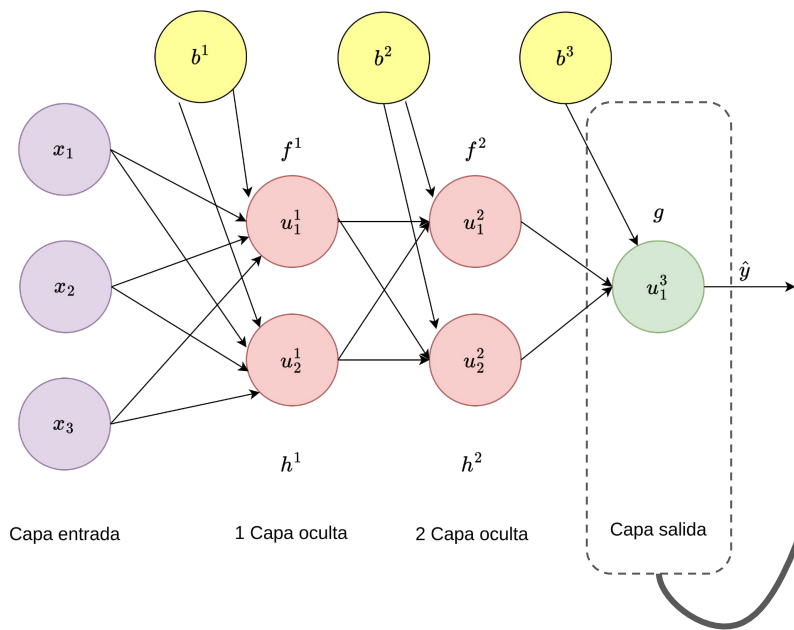 b¹ b² b³
x₁ f¹ f²
u₁¹ u₁² g
x₂ u₁³ ŷ
u₂¹ u₂²
x₃
h¹ h²
Capa entrada 1 Capa oculta 2 Capa oculta Capa salida